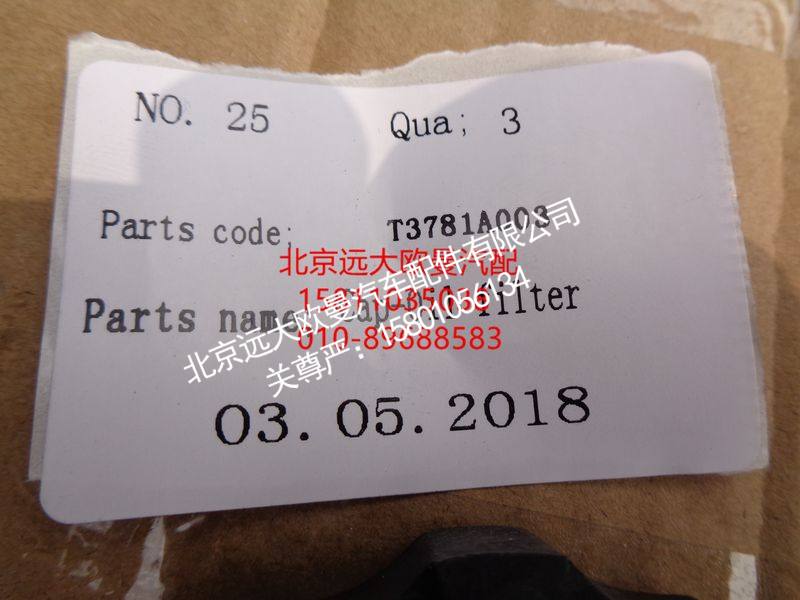 NO. 25 Qua; 3
Parts code; T3781A003
北京远大欧曼汽车配件有限公司
北京远大欧曼汽配
Parts name; filter
关尊严：15801056134
010-89688583
03. 05. 2018